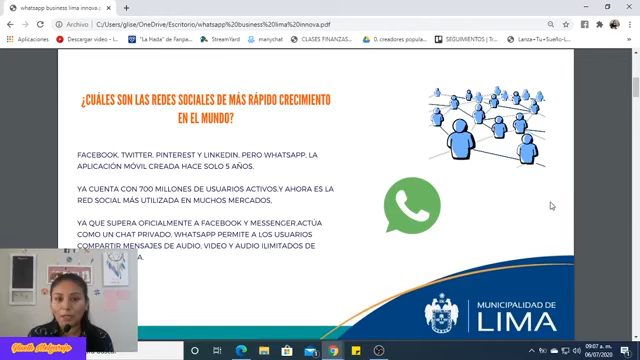 whatsapp business lima innova.p
Archivo | C:/Users/glise/OneDrive/Escritorio/whatsapp%20business%20lima%20innova.pdf
Aplicaciones
Descargar video - D...
"La Hada" de Fanpa...
StreamYard
manychat
CLASES FINANZAS...
0. creadores popular...
SEGUIMIENTOS | Tr...
Lanza+Tu+Sueño-L...
¿CUÁLES SON LAS REDES SOCIALES DE MÁS RÁPIDO CRECIMIENTO
EN EL MUNDO?
FACEBOOK, TWITTER, PINTEREST Y LINKEDIN, PERO WHATSAPP, LA
APLICACIÓN MÓVIL CREADA HACE SOLO 5 AÑOS,
YA CUENTA CON 700 MILLONES DE USUARIOS ACTIVOS.Y AHORA ES LA
RED SOCIAL MÁS UTILIZADA EN MUCHOS MERCADOS,
YA QUE SUPERA OFICIALMENTE A FACEBOOK Y MESSENGER,ACTÚA
COMO UN CHAT PRIVADO, WHATSAPP PERMITE A LOS USUARIOS
COMPARTIR MENSAJES DE AUDIO, VIDEO Y AUDIO ILIMITADOS DE
MUNICIPALIDAD DE
LIMA
09:07 a. m.
06/07/2020